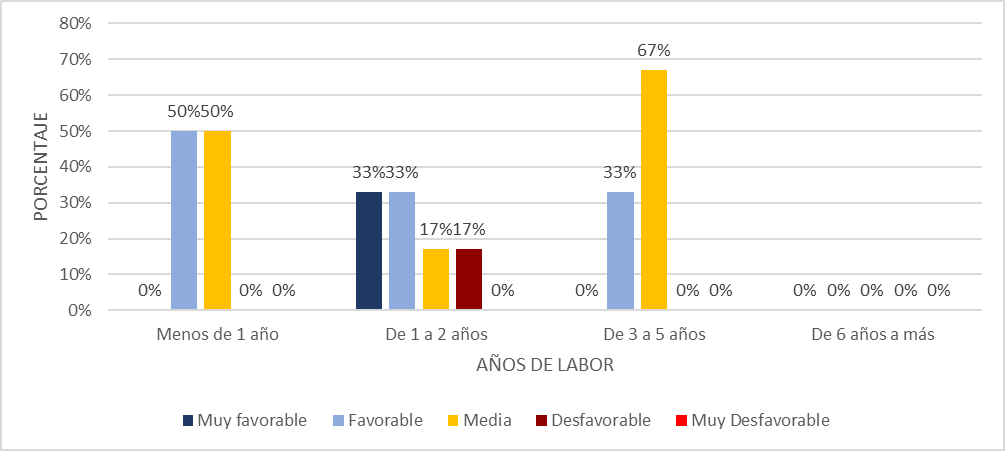 80%
70%
60%
50%
40%
30%
20%
10%
0%
PORCENTAJE
0% 50% 50% 0% 0%
33% 33% 17% 17% 0%
0% 33% 67% 0% 0%
0% 0% 0% 0% 0%
Menos de 1 año De 1 a 2 años De 3 a 5 años De 6 años a más
AÑOS DE LABOR
Muy favorable Favorable Media Desfavorable Muy Desfavorable